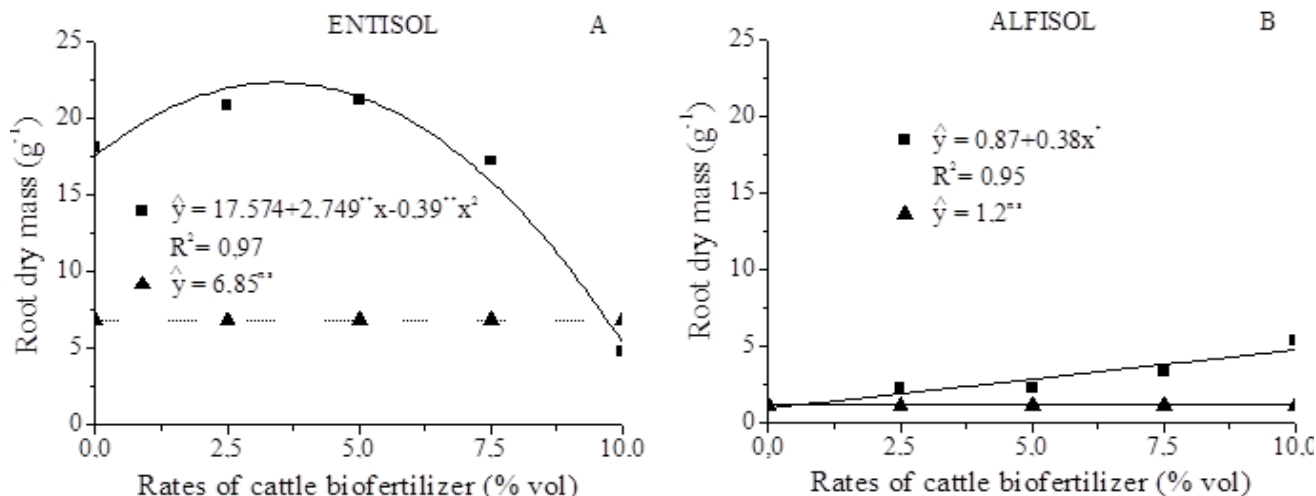 ENTISOL A
Root dry mass (g⁻¹)
25
20
15
10
5
0
■ ŷ = 17.574+2.749**x-0.39**x²
R² = 0.97
▲ ŷ = 6.85ns
0,0 2.5 5.0 7.5 10.0
Rates of cattle biofertilizer (% vol)
ALFISOL B
Root dry mass (g⁻¹)
25
20
15
10
5
0
■ ŷ = 0.87+0.38x*
R² = 0.95
▲ ŷ = 1.2ns
0,0 2.5 5.0 7.5 10.0
Rates of cattle biofertilizer (% vol)